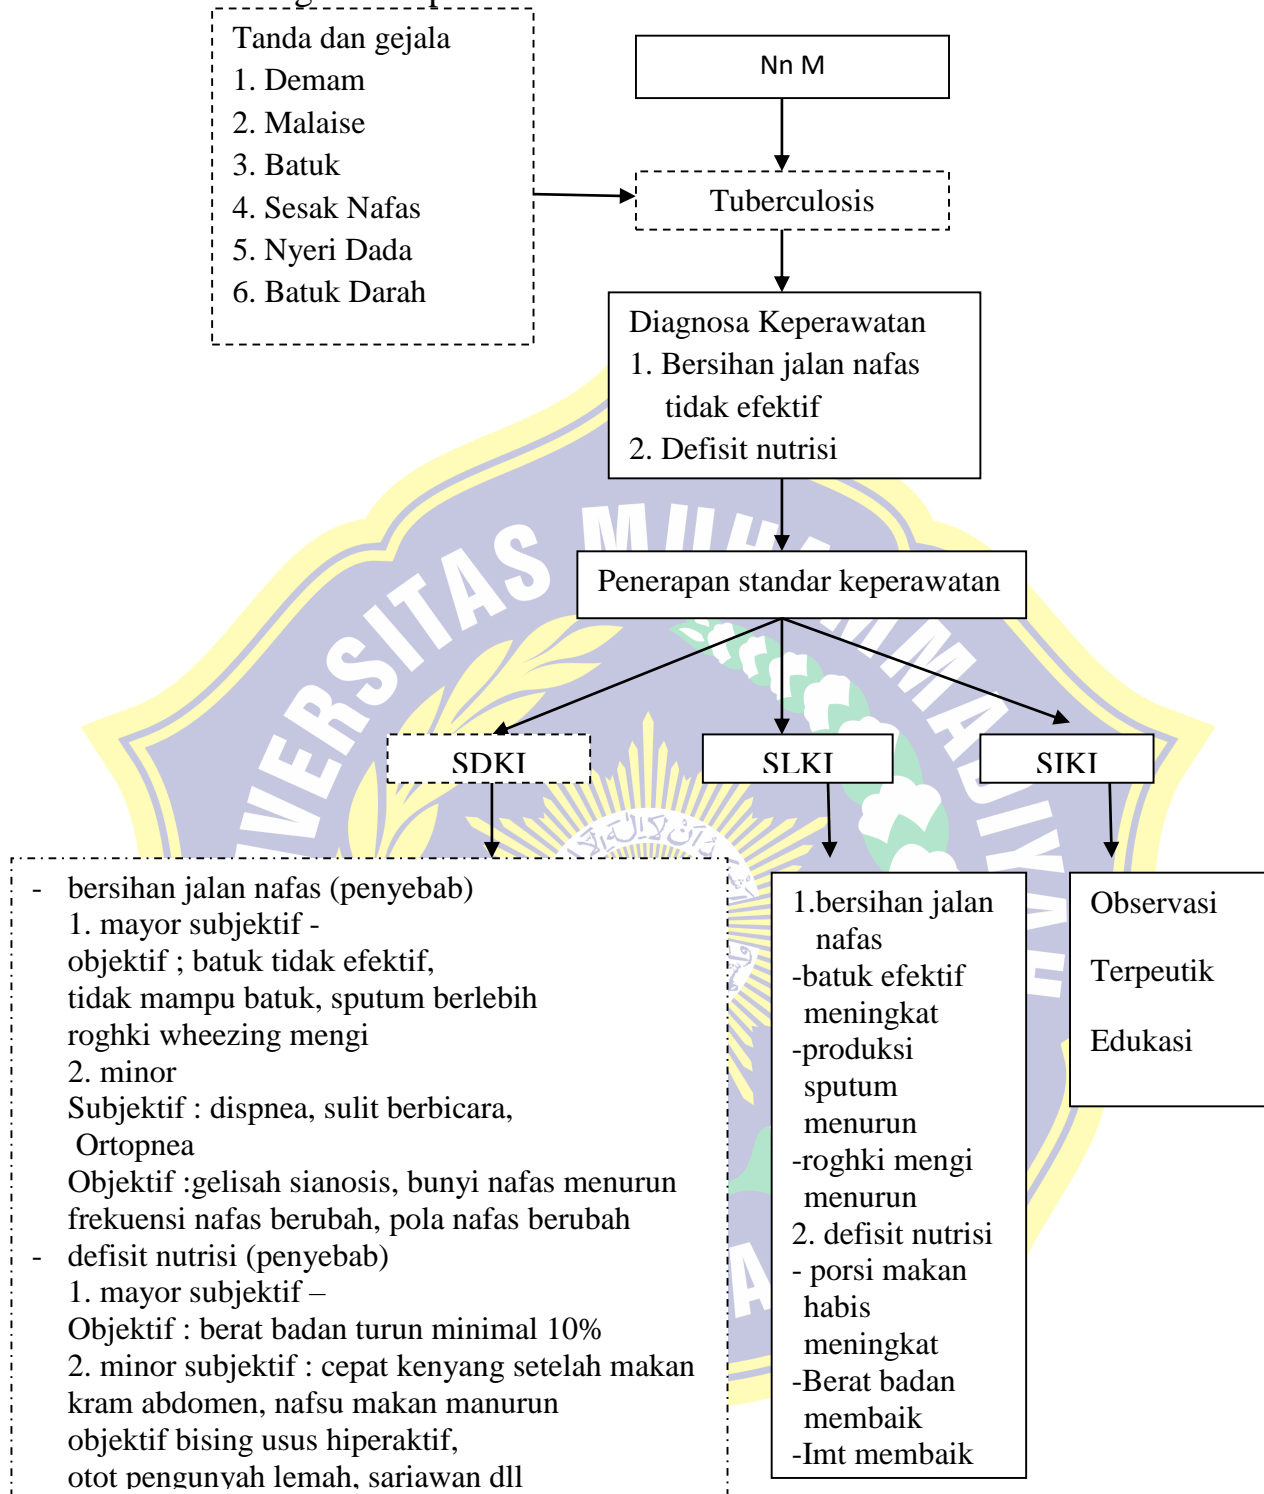 Tanda dan gejala
1. Demam
2. Malaise
3. Batuk
4. Sesak Nafas
5. Nyeri Dada
6. Batuk Darah
Nn M
Tuberculosis
Diagnosa Keperawatan
1. Bersihan jalan nafas
tidak efektif
2. Defisit nutrisi
Penerapan standar keperawatan
SDKI
SLKI
SIKI
- bersihan jalan nafas (penyebab)
1. mayor subjektif -
objektif ; batuk tidak efektif,
tidak mampu batuk, sputum berlebih
roghki wheezing mengi
2. minor
Subjektif : dispnea, sulit berbicara,
Ortopnea
Objektif :gelisah sianosis, bunyi nafas menurun
frekuensi nafas berubah, pola nafas berubah
- defisit nutrisi (penyebab)
1. mayor subjektif –
Objektif : berat badan turun minimal 10%
2. minor subjektif : cepat kenyang setelah makan
kram abdomen, nafsu makan manurun
objektif bising usus hiperaktif,
otot pengunyah lemah, sariawan dll
1.bersihan jalan
nafas
-batuk efektif
meningkat
-produksi
sputum
menurun
-roghki mengi
menurun
2. defisit nutrisi
- porsi makan
habis
meningkat
-Berat badan
membaik
-Imt membaik
Observasi
Terpeutik
Edukasi